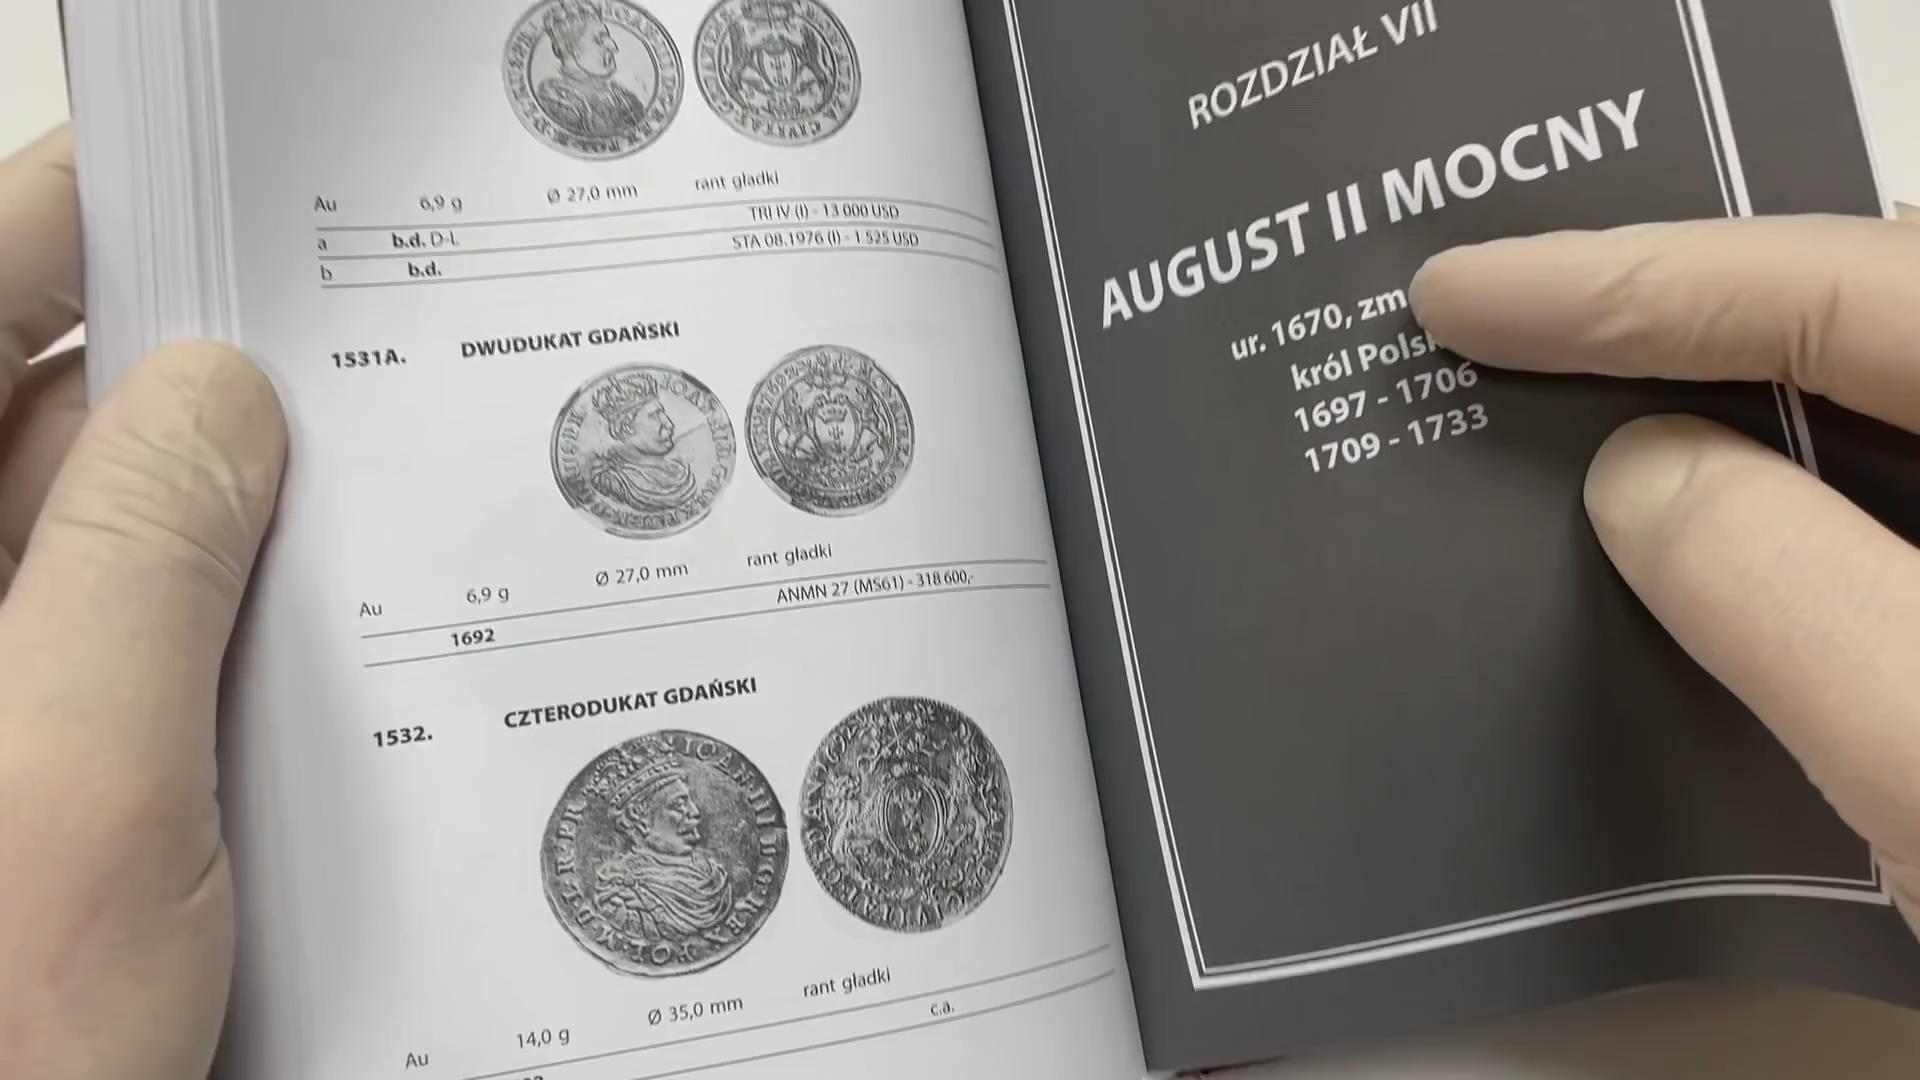 Au 6,9 g Ø 27,0 mm rant gładki
TRI IV (I) - 13 000 USD
a b.d. D-L
STA 08.1976 (I) - 1 525 USD
b b.d.
1531A. DWUDUKAT GDAŃSKI
Au 6,9 g Ø 27,0 mm rant gładki
ANMN 27 (MS61) - 318 600,-
1692
1532. CZTERODUKAT GDAŃSKI
Au 14,0 g Ø 35,0 mm rant gładki
c.a.
ROZDZIAŁ VII
AUGUST II MOCNY
ur. 1670, zm
król
1697 - 1706
1709 - 1733